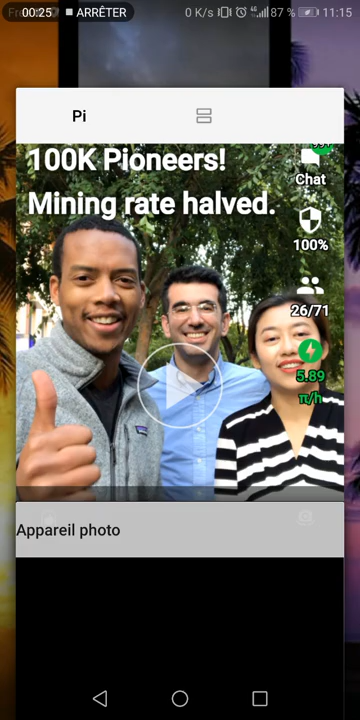 00:25 ARRÊTER 0 K/s 4G 87 % 11:15
Pi
100K Pioneers!
Mining rate halved.
Chat
100%
26/71
5.89
π/h
Appareil photo